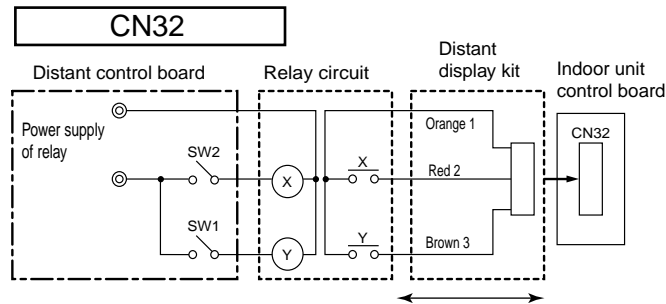 CN32
Distant control board
Relay circuit
Distant
display kit
Indoor unit
control board
Power supply
of relay
SW2
SW1
X
Y
X
Y
Orange 1
Red 2
Brown 3
CN32